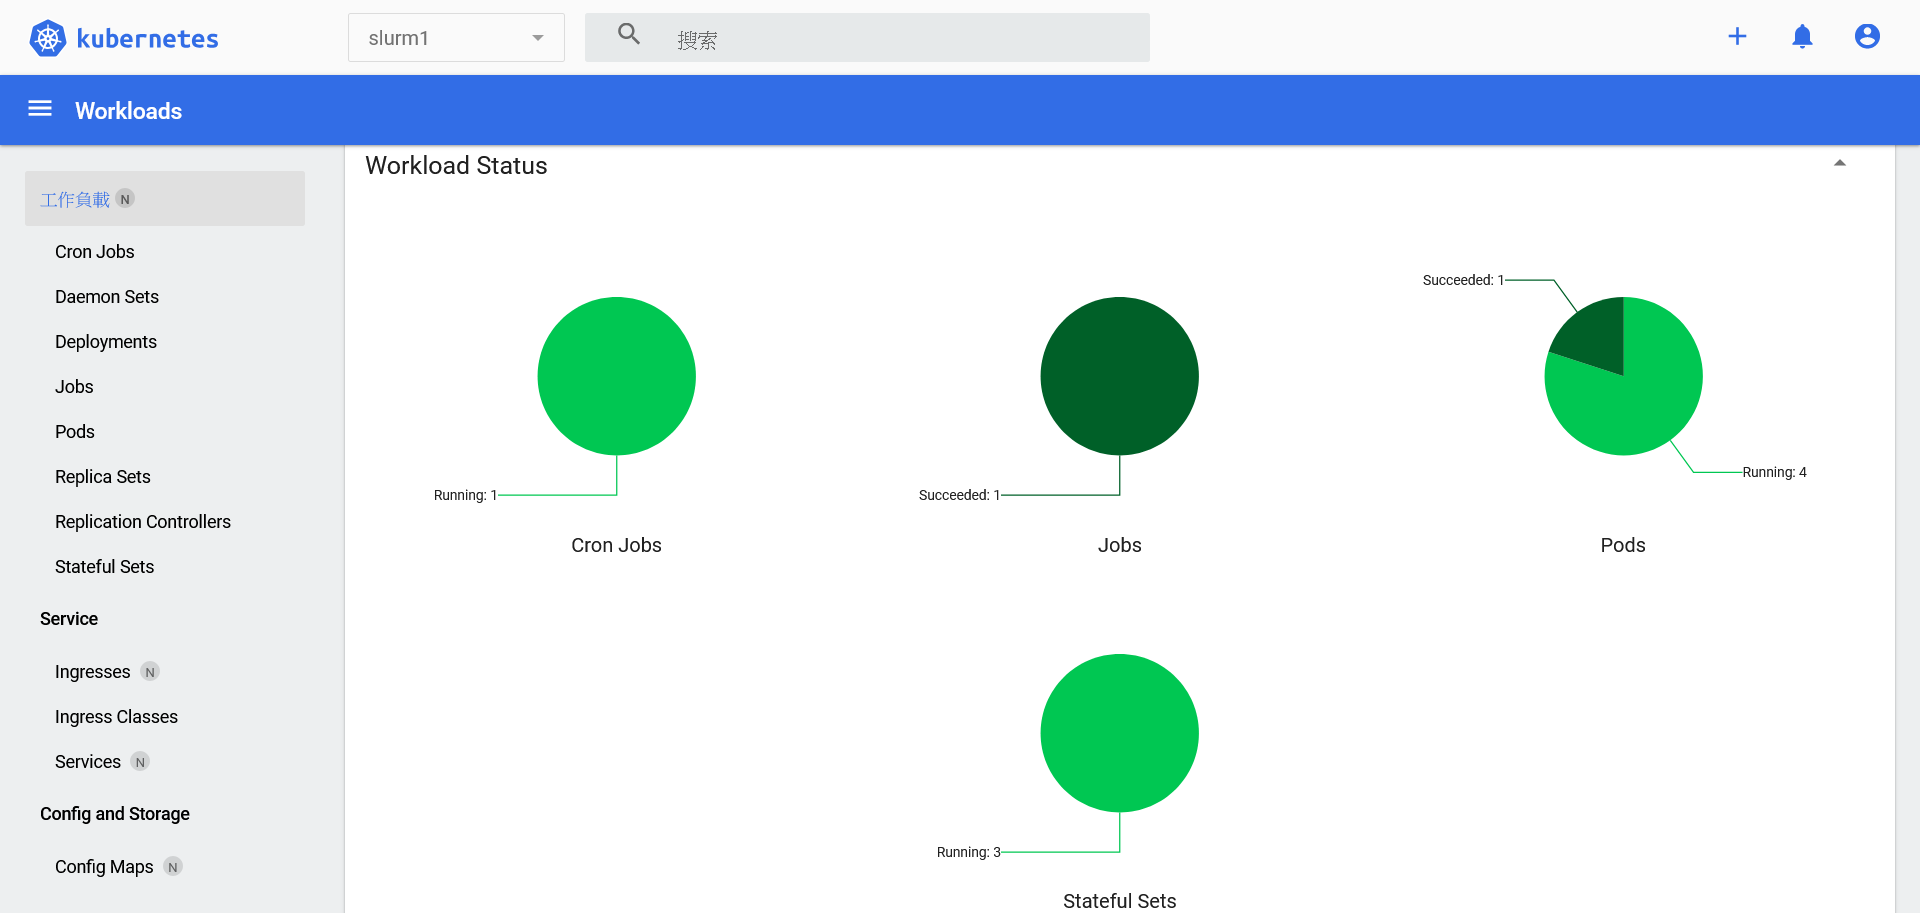 kubernetes
slurm1
搜索
Workloads
工作負載 N
Cron Jobs
Daemon Sets
Deployments
Jobs
Pods
Replica Sets
Replication Controllers
Stateful Sets
Service
Ingresses N
Ingress Classes
Services N
Config and Storage
Config Maps N
Workload Status
Running: 1
Cron Jobs
Succeeded: 1
Jobs
Succeeded: 1
Running: 4
Pods
Running: 3
Stateful Sets